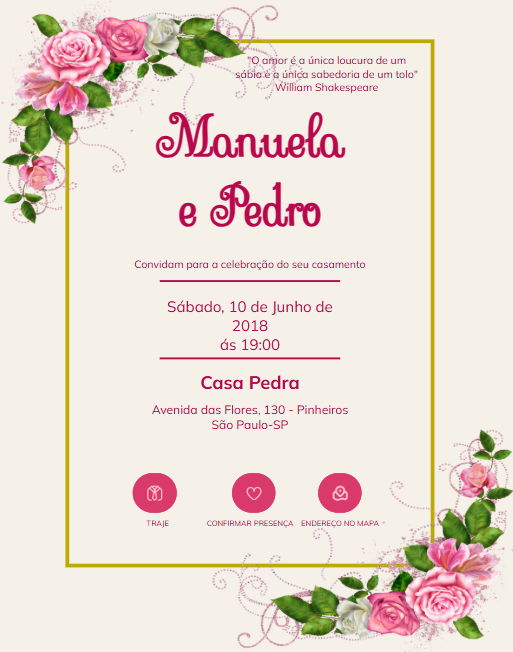 "O amor é a única loucura de um
sábio e a única sabedoria de um tolo"
William Shakespeare
Manuela
e Pedro
Convidam para a celebração do seu casamento
Sábado, 10 de Junho de
2018
ás 19:00
Casa Pedra
Avenida das Flores, 130 - Pinheiros
São Paulo-SP
TRAJE
CONFIRMAR PRESENÇA
ENDEREÇO NO MAPA